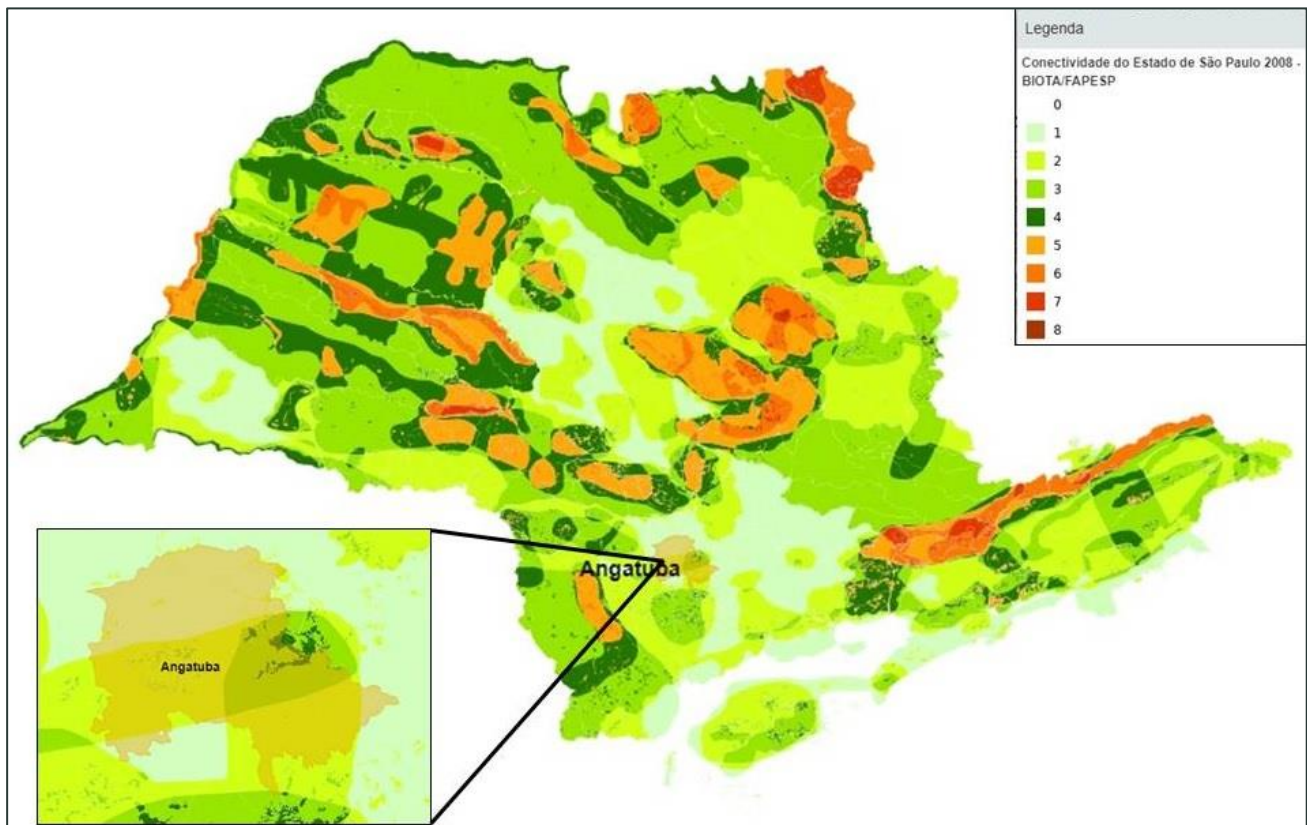 Legenda
Conectividade do Estado de São Paulo 2008 -
BIOTA/FAPESP
0
1
2
3
4
5
6
7
8
Angatuba
Angatuba